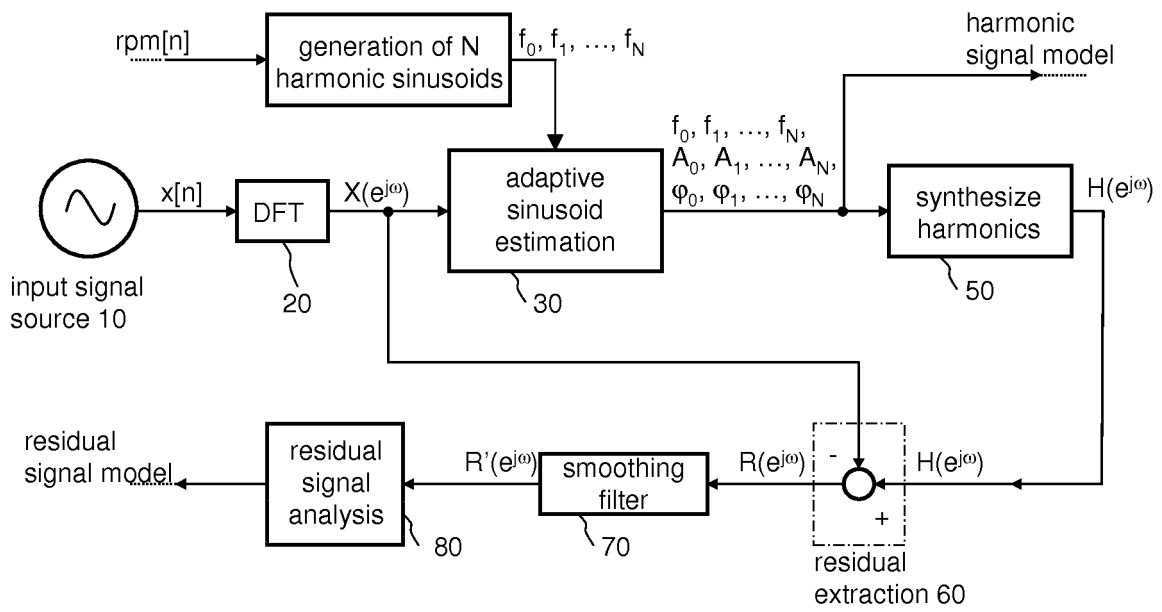 rpm[n]
generation of N
harmonic sinusoids
f0, f1, …, fN
harmonic
signal model
x[n]
DFT
X(ejω)
adaptive
sinusoid
estimation
f0, f1, …, fN,
A0, A1, …, AN,
φ0, φ1, …, φN
synthesize
harmonics
H(ejω)
input signal
source 10
20
30
50
residual
signal model
residual
signal
analysis
R'(ejω)
smoothing
filter
R(ejω)
-
H(ejω)
+
80
70
residual
extraction 60